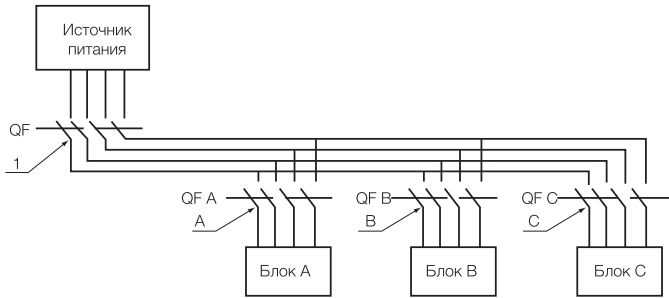 Источник
питания
QF
1
QF A
QF B
QF C
A
B
C
Блок A
Блок B
Блок C